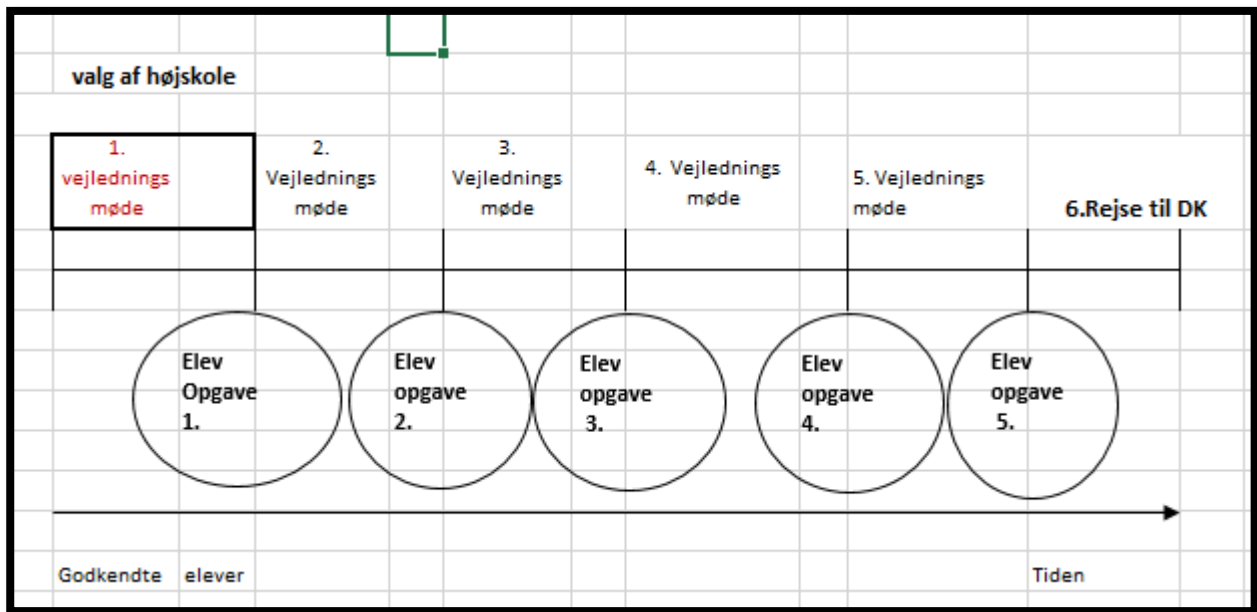 valg af højskole
1.
vejlednings
møde
2.
Vejlednings
møde
3.
Vejlednings
møde
4. Vejlednings
møde
5. Vejlednings
møde
6.Rejse til DK
Elev
Opgave
1.
Elev
opgave
2.
Elev
opgave
3.
Elev
opgave
4.
Elev
opgave
5.
Godkendte elever
Tiden